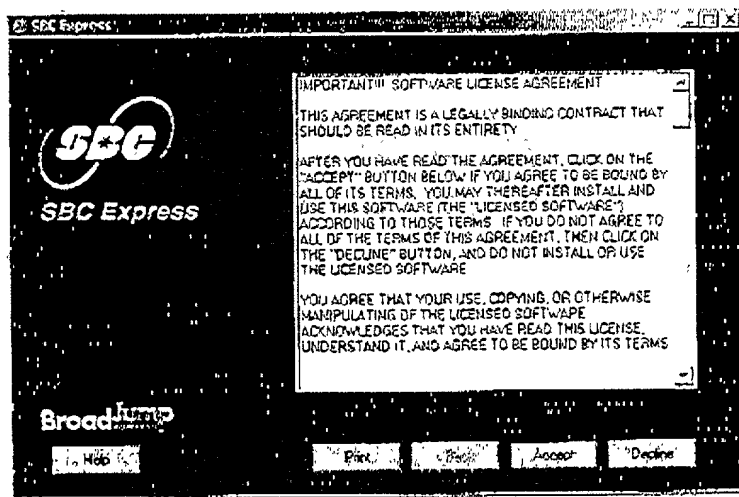 SBC Express
SBC
SBC Express
IMPORTANT!!! SOFTWARE LICENSE AGREEMENT
THIS AGREEMENT IS A LEGALLY BINDING CONTRACT THAT
SHOULD BE READ IN ITS ENTIRETY
AFTER YOU HAVE READ THE AGREEMENT, CLICK ON THE
"ACCEPT" BUTTON BELOW IF YOU AGREE TO BE BOUND BY
ALL OF ITS TERMS. YOU MAY THEREAFTER INSTALL AND
USE THIS SOFTWARE (THE "LICENSED SOFTWARE")
ACCORDING TO THOSE TERMS. IF YOU DO NOT AGREE TO
ALL OF THE TERMS OF THIS AGREEMENT, THEN CLICK ON
THE "DECLINE" BUTTON, AND DO NOT INSTALL OR USE
THE LICENSED SOFTWARE
YOU AGREE THAT YOUR USE, COPYING, OR OTHERWISE
MANIPULATING OF THE LICENSED SOFTWARE
ACKNOWLEDGES THAT YOU HAVE READ THIS LICENSE,
UNDERSTAND IT, AND AGREE TO BE BOUND BY ITS TERMS
BroadJump
Help
Print
Accept
Decline